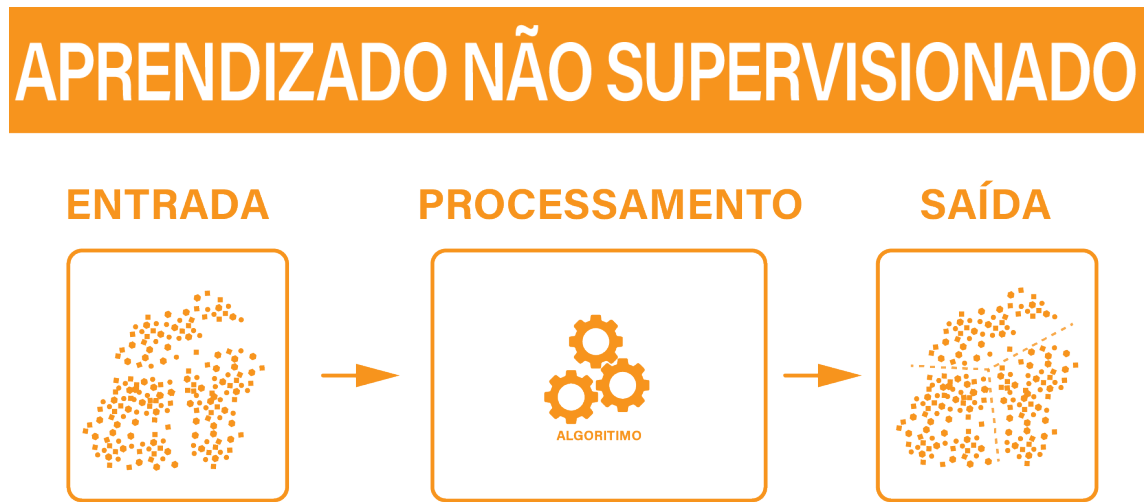 APRENDIZADO NÃO SUPERVISIONADO
ENTRADA
PROCESSAMENTO
SAÍDA
ALGORITIMO